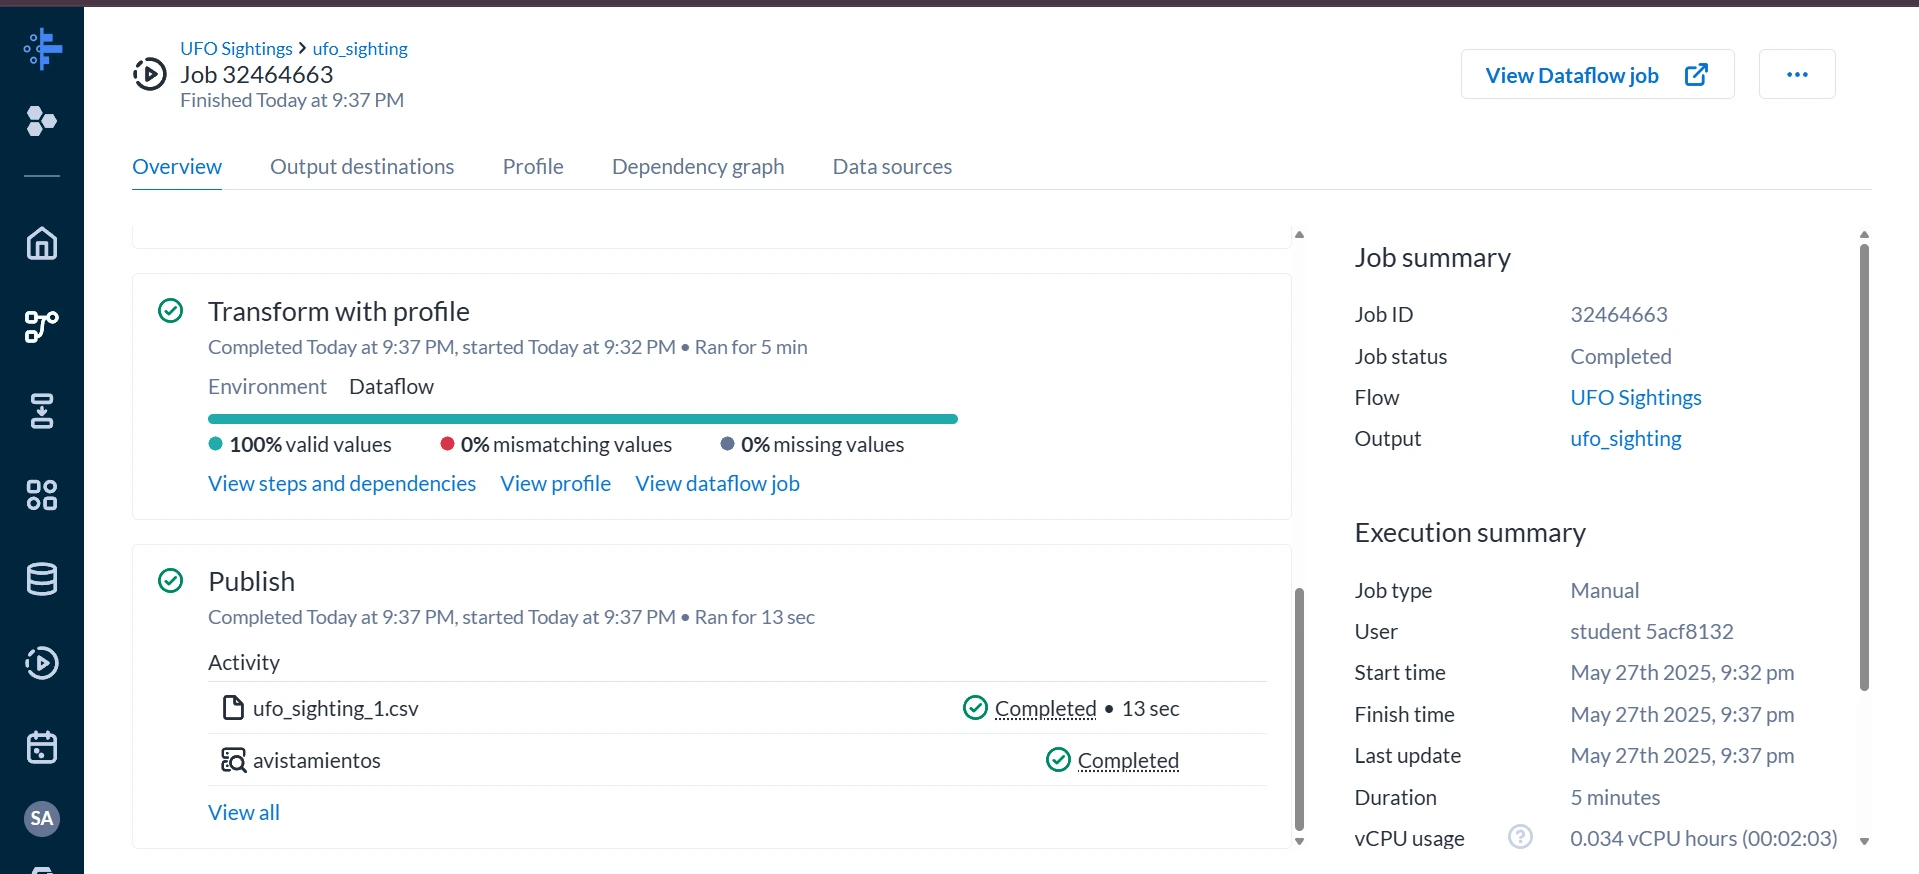 UFO Sightings > ufo_sighting
Job 32464663
Finished Today at 9:37 PM
View Dataflow job
...
Overview
Output destinations
Profile
Dependency graph
Data sources
Transform with profile
Completed Today at 9:37 PM, started Today at 9:32 PM • Ran for 5 min
Environment Dataflow
100% valid values
0% mismatching values
0% missing values
View steps and dependencies
View profile
View dataflow job
Publish
Completed Today at 9:37 PM, started Today at 9:37 PM • Ran for 13 sec
Activity
ufo_sighting_1.csv Completed • 13 sec
avistamientos Completed
View all
Job summary
Job ID 32464663
Job status Completed
Flow UFO Sightings
Output ufo_sighting
Execution summary
Job type Manual
User student 5acf8132
Start time May 27th 2025, 9:32 pm
Finish time May 27th 2025, 9:37 pm
Last update May 27th 2025, 9:37 pm
Duration 5 minutes
vCPU usage ? 0.034 vCPU hours (00:02:03)
SA